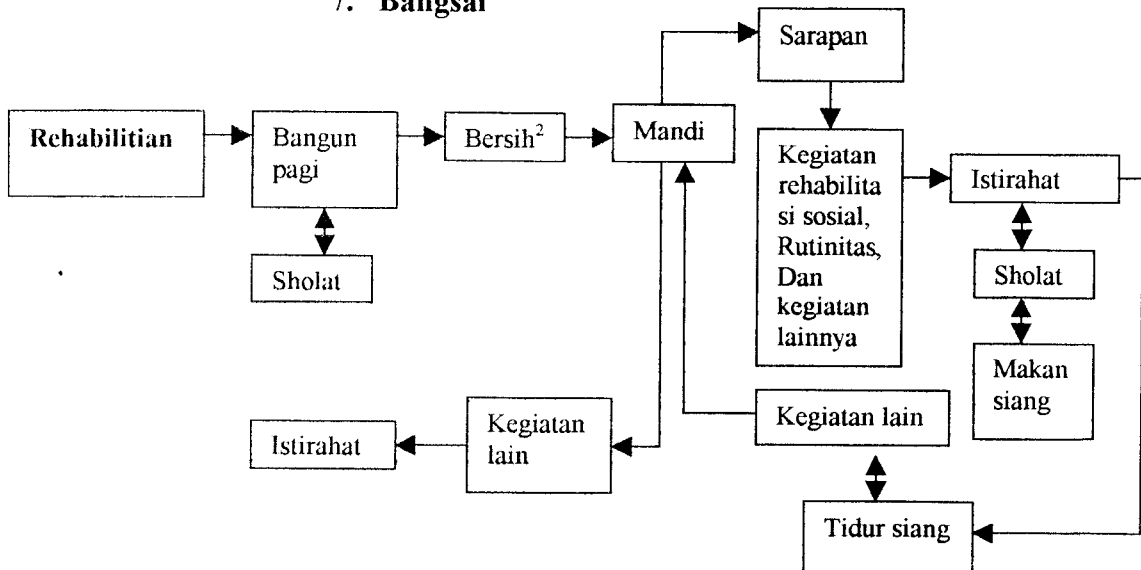 7. Bangsal
Sarapan
Rehabilitian
Bangun
pagi
Bersih²
Mandi
Kegiatan
rehabilita
si sosial,
Rutinitas,
Dan
kegiatan
lainnya
Istirahat
Sholat
Sholat
Makan
siang
Kegiatan lain
Kegiatan
lain
Istirahat
Tidur siang